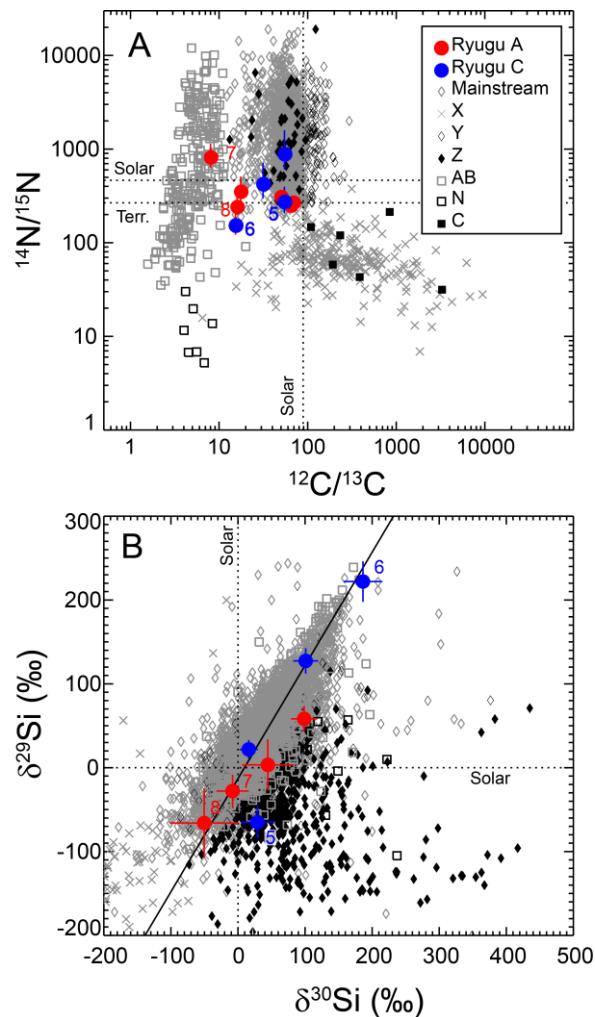 A
Ryugu A
Ryugu C
Mainstream
X
Y
Z
AB
N
C
10000
1000
100
10
1
¹⁴N/¹⁵N
Solar
Terr.
7
8
6
5
Solar
1 10 100 1000 10000
¹²C/¹³C
B
Solar
6
7
8
5
Solar
300
200
100
0
-100
-200
δ²⁹Si (‰)
-200 -100 0 100 200 300 400 500
δ³⁰Si (‰)